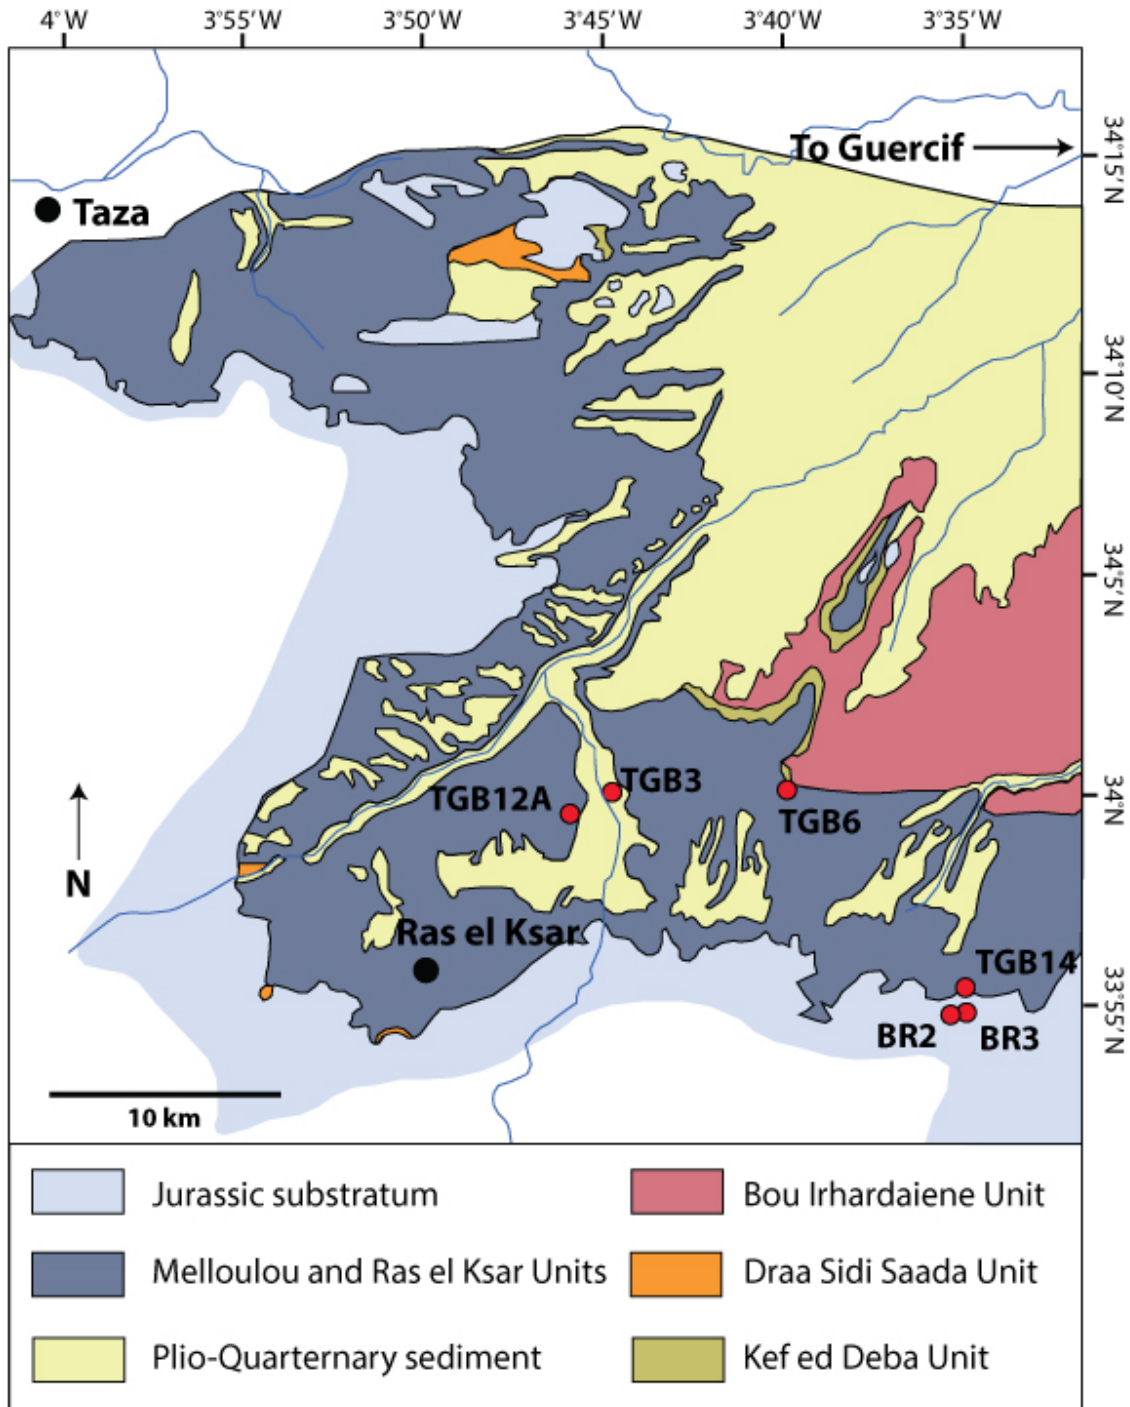 4°W 3°55'W 3°50'W 3°45'W 3°40'W 3°35'W
34°15'N
To Guercif
Taza
34°10'N
34°5'N
TGB3
TGB12A
34°N
TGB6
N
Ras el Ksar
TGB14
33°55'N
BR2 BR3
10 km
Jurassic substratum
Bou Irhardaiene Unit
Melloulou and Ras el Ksar Units
Draa Sidi Saada Unit
Plio-Quarternary sediment
Kef ed Deba Unit